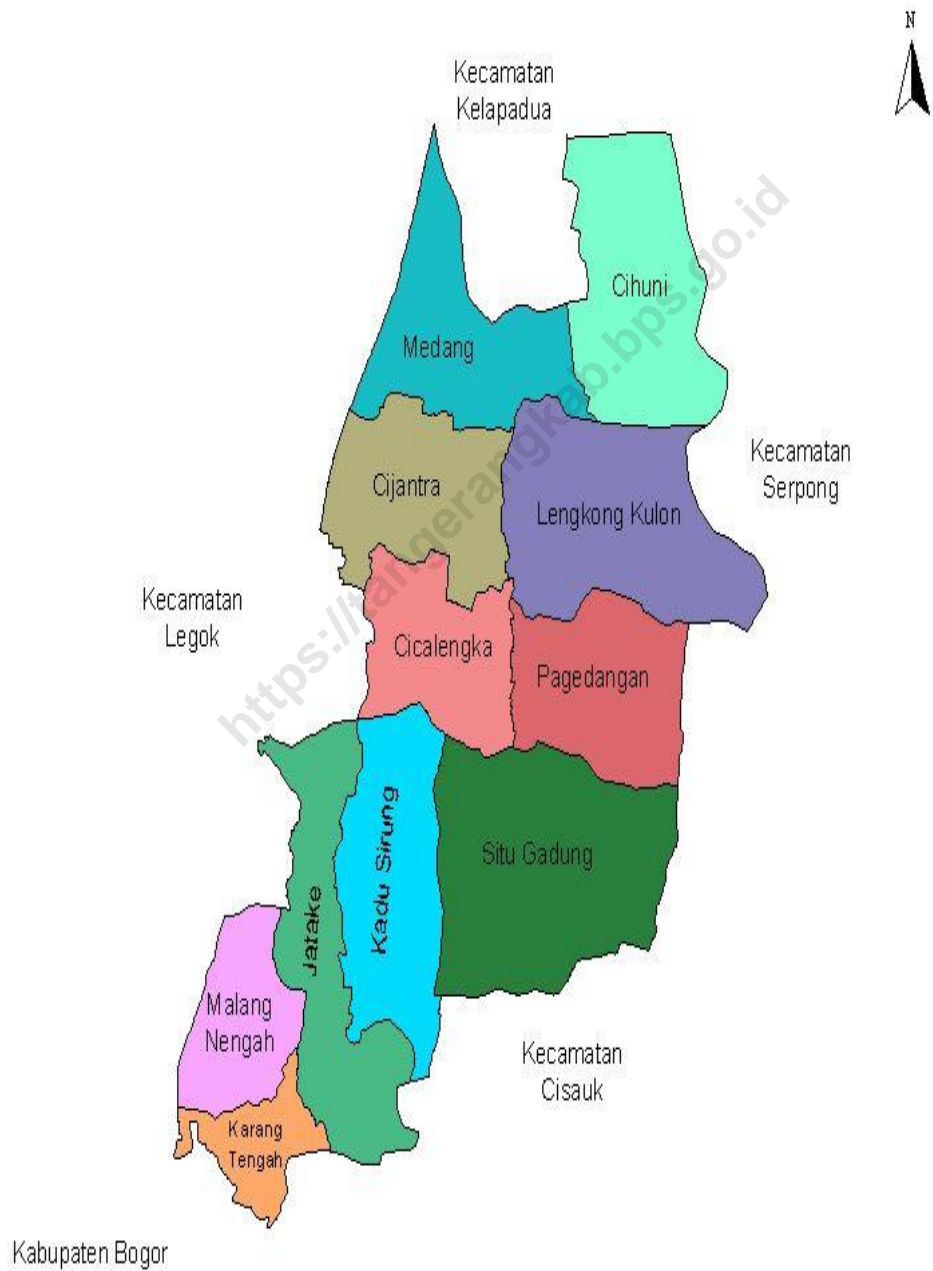 N
Kecamatan
Kelapadua
Cihuni
Medang
Kecamatan
Serpong
Cijantra
Lengkong Kulon
Kecamatan
Legok
Cicalengka
Pagedangan
Kadu Sirung
Situ Gadung
Jatake
Malang
Nengah
Kecamatan
Cisauk
Karang
Tengah
Kabupaten Bogor
https://tangerangkab.bps.go.id